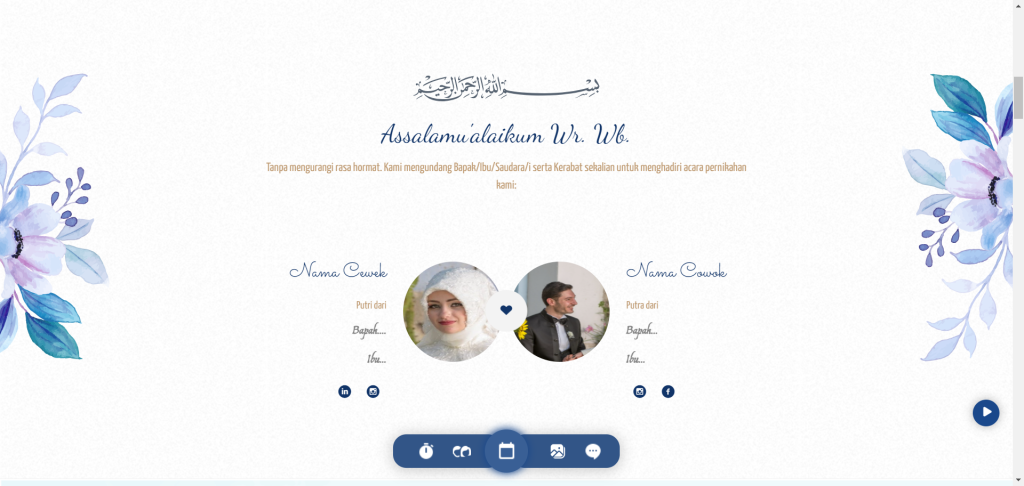 بسم الله الرحمن الرحيم
Assalamu'alaikum Wr. Wb.
Tanpa mengurangi rasa hormat. Kami mengundang Bapak/Ibu/Saudara/i serta Kerabat sekalian untuk menghadiri acara pernikahan
kami:
Nama Cewek
Putri dari
Bapak....
Ibu...
Nama Cowok
Putra dari
Bapak...
Ibu...